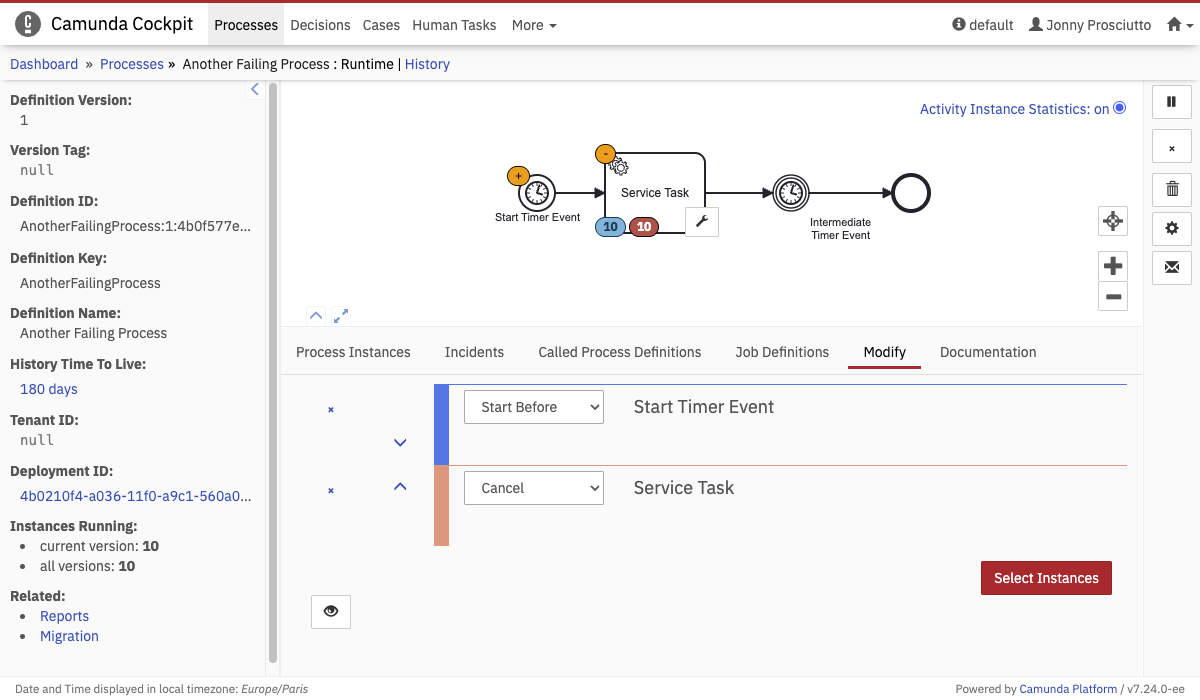 Camunda Cockpit Processes Decisions Cases Human Tasks More default Jonny Prosciutto
Dashboard » Processes » Another Failing Process : Runtime | History
Definition Version:
1
Version Tag:
null
Definition ID:
AnotherFailingProcess:1:4b0f577e...
Definition Key:
AnotherFailingProcess
Definition Name:
Another Failing Process
History Time To Live:
180 days
Tenant ID:
null
Deployment ID:
4b0210f4-a036-11f0-a9c1-560a0...
Instances Running:
current version: 10
all versions: 10
Related:
Reports
Migration
Activity Instance Statistics: on
+
-
Start Timer Event
Service Task
10 10
Intermediate
Timer Event
Process Instances Incidents Called Process Definitions Job Definitions Modify Documentation
Start Before Start Timer Event
Cancel Service Task
Select Instances
Date and Time displayed in local timezone: Europe/Paris
Powered by Camunda Platform / v7.24.0-ee